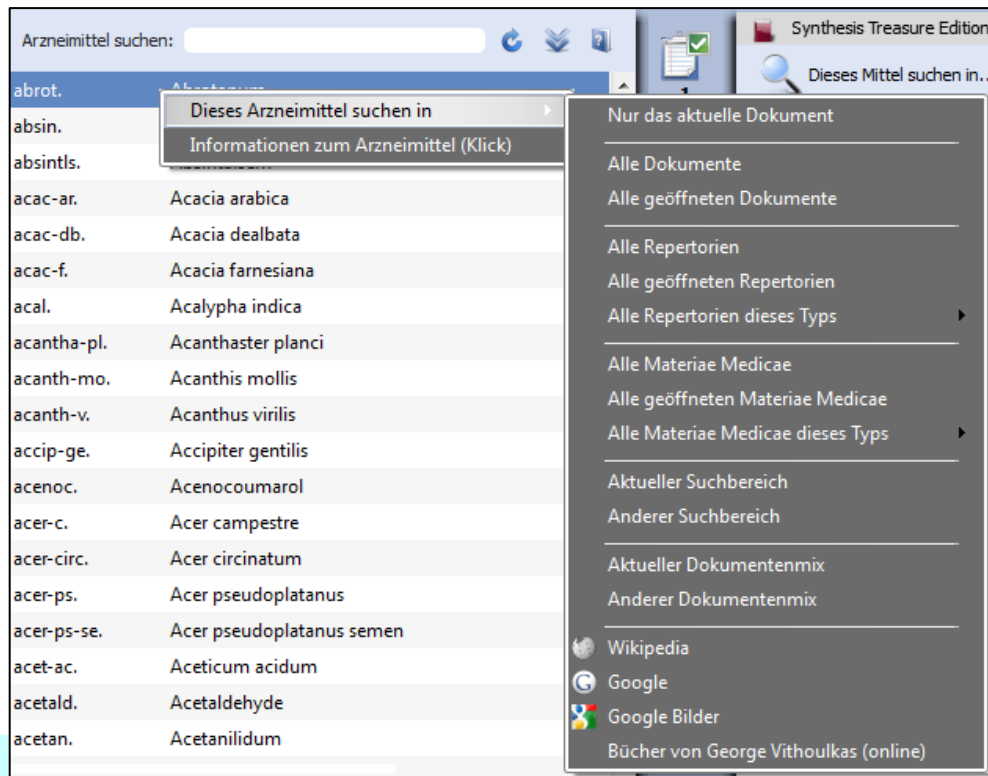 Arzneimittel suchen:
abrot.
absin.
absintls.
acac-ar. Acacia arabica
acac-db. Acacia dealbata
acac-f. Acacia farnesiana
acal. Acalypha indica
acantha-pl. Acanthaster planci
acanth-mo. Acanthis mollis
acanth-v. Acanthus virilis
accip-ge. Accipiter gentilis
acenoc. Acenocoumarol
acer-c. Acer campestre
acer-circ. Acer circinatum
acer-ps. Acer pseudoplatanus
acer-ps-se. Acer pseudoplatanus semen
acet-ac. Aceticum acidum
acetald. Acetaldehyde
acetan. Acetanilidum
Dieses Arzneimittel suchen in
Informationen zum Arzneimittel (Klick)
Synthesis Treasure Edition
Dieses Mittel suchen in..
Nur das aktuelle Dokument
Alle Dokumente
Alle geöffneten Dokumente
Alle Repertorien
Alle geöffneten Repertorien
Alle Repertorien dieses Typs
Alle Materiae Medicae
Alle geöffneten Materiae Medicae
Alle Materiae Medicae dieses Typs
Aktueller Suchbereich
Anderer Suchbereich
Aktueller Dokumentenmix
Anderer Dokumentenmix
Wikipedia
Google
Google Bilder
Bücher von George Vithoulkas (online)